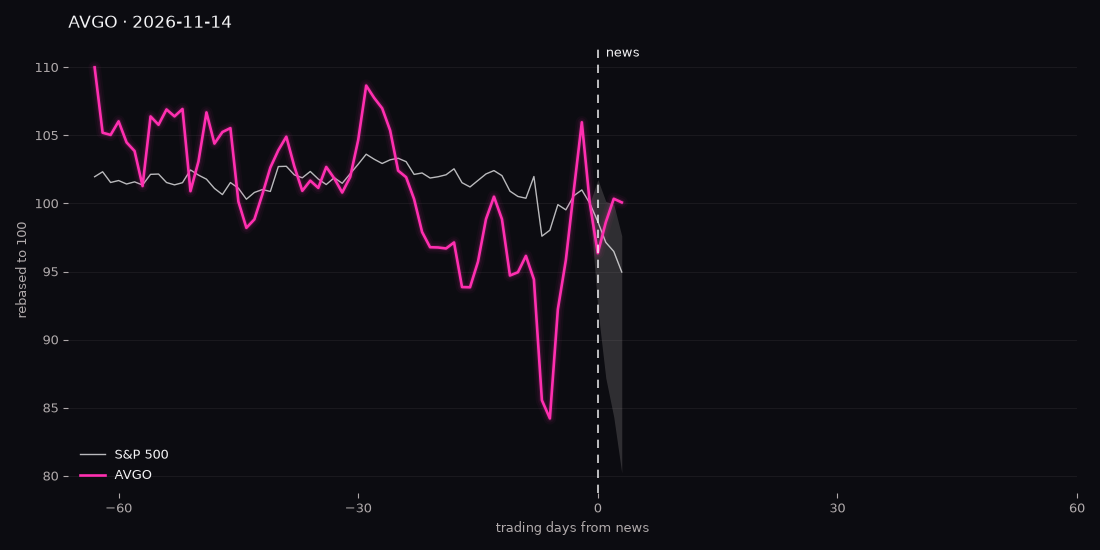 AVGO · 2026-11-14
news
110
105
100
95
90
85
80
rebased to 100
S&P 500
AVGO
−60
−30
0
30
60
trading days from news